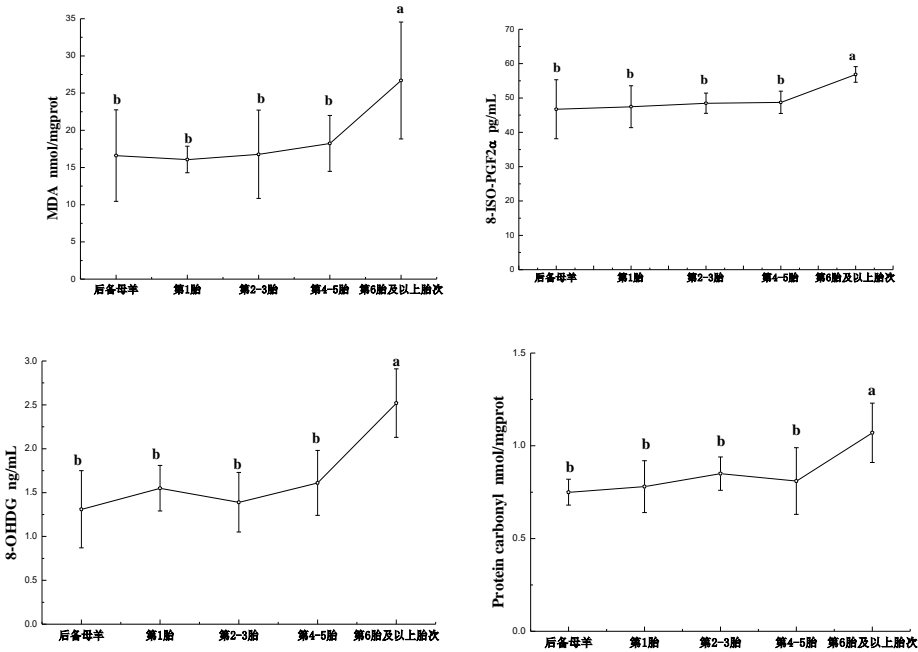 35
30
25
20
15
10
5
0
MDA nmol/mgprot
b
b
b
b
a
后备母羊 第1胎 第2-3胎 第4-5胎 第6胎及以上胎次
70
60
50
40
30
20
10
0
8-ISO-PGF2α pg/mL
b
b
b
b
a
后备母羊 第1胎 第2-3胎 第4-5胎 第6胎及以上胎次
3.0
2.5
2.0
1.5
1.0
0.5
0.0
8-OHDG ng/mL
b
b
b
b
a
后备母羊 第1胎 第2-3胎 第4-5胎 第6胎及以上胎次
1.5
1.0
0.5
0.0
Protein carbonyl nmol/mgprot
b
b
b
b
a
后备母羊 第1胎 第2-3胎 第4-5胎 第6胎及以上胎次